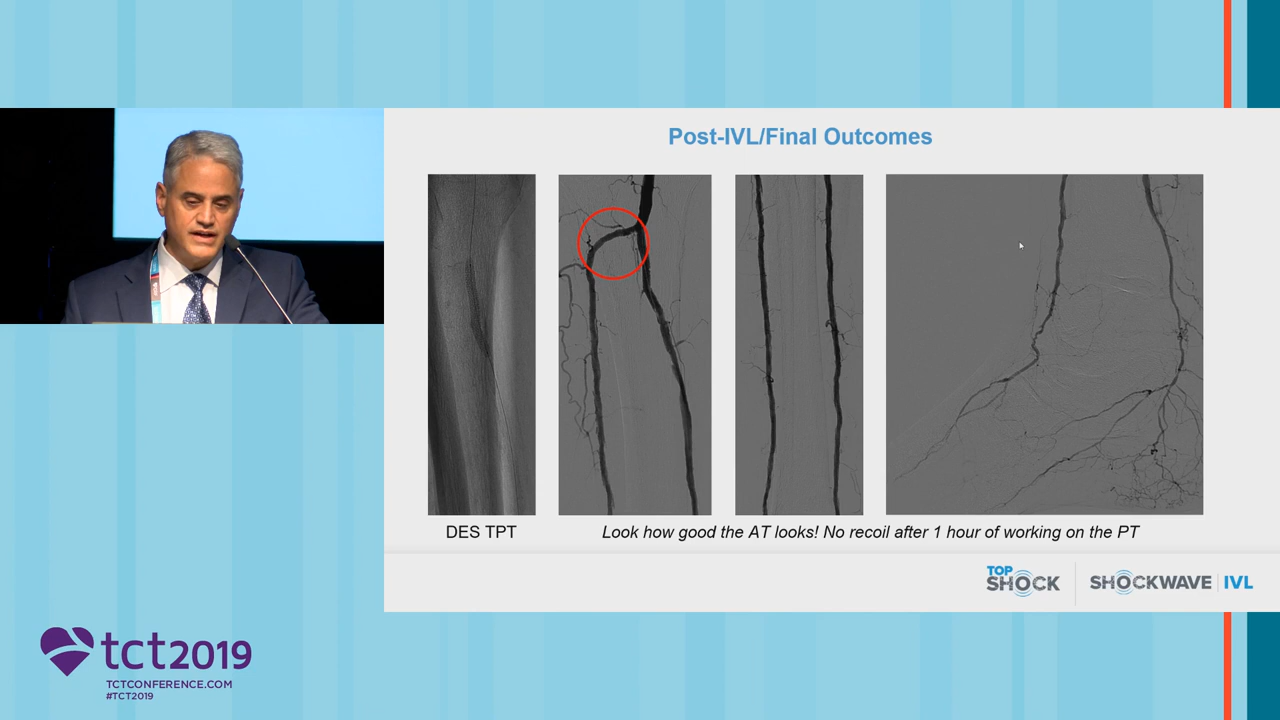 Post-IVL/Final Outcomes
DES TPT
Look how good the AT looks! No recoil after 1 hour of working on the PT
TOP
SHOCK
SHOCKWAVE | IVL
tct2019
TCTCONFERENCE.COM
#TCT2019